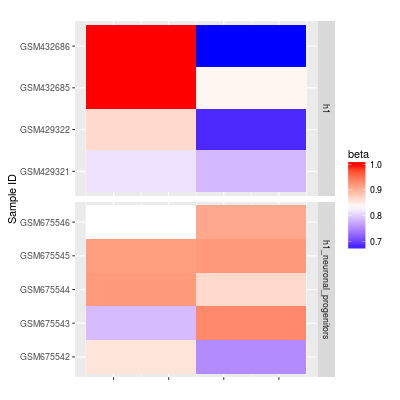 Sample ID
GSM432686
GSM432685
GSM429322
GSM429321
h1
GSM675546
GSM675545
GSM675544
GSM675543
GSM675542
h1_neuronal_progenitors
beta
1.0
0.9
0.8
0.7